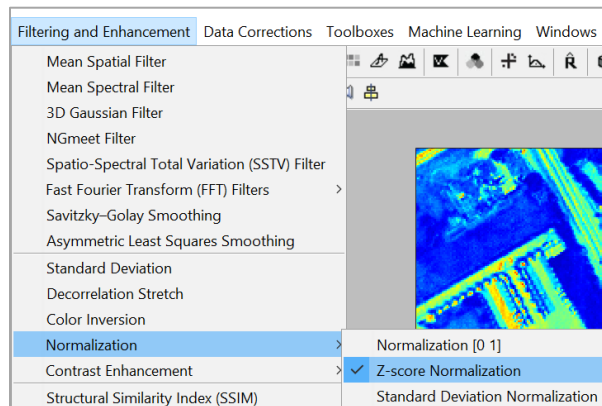 Filtering and Enhancement Data Corrections Toolboxes Machine Learning Windows
Mean Spatial Filter
Mean Spectral Filter
3D Gaussian Filter
NGmeet Filter
Spatio-Spectral Total Variation (SSTV) Filter
Fast Fourier Transform (FFT) Filters
Savitzky–Golay Smoothing
Asymmetric Least Squares Smoothing
Standard Deviation
Decorrelation Stretch
Color Inversion
Normalization
Contrast Enhancement
Structural Similarity Index (SSIM)
Normalization [0 1]
Z-score Normalization
Standard Deviation Normalization
R̂